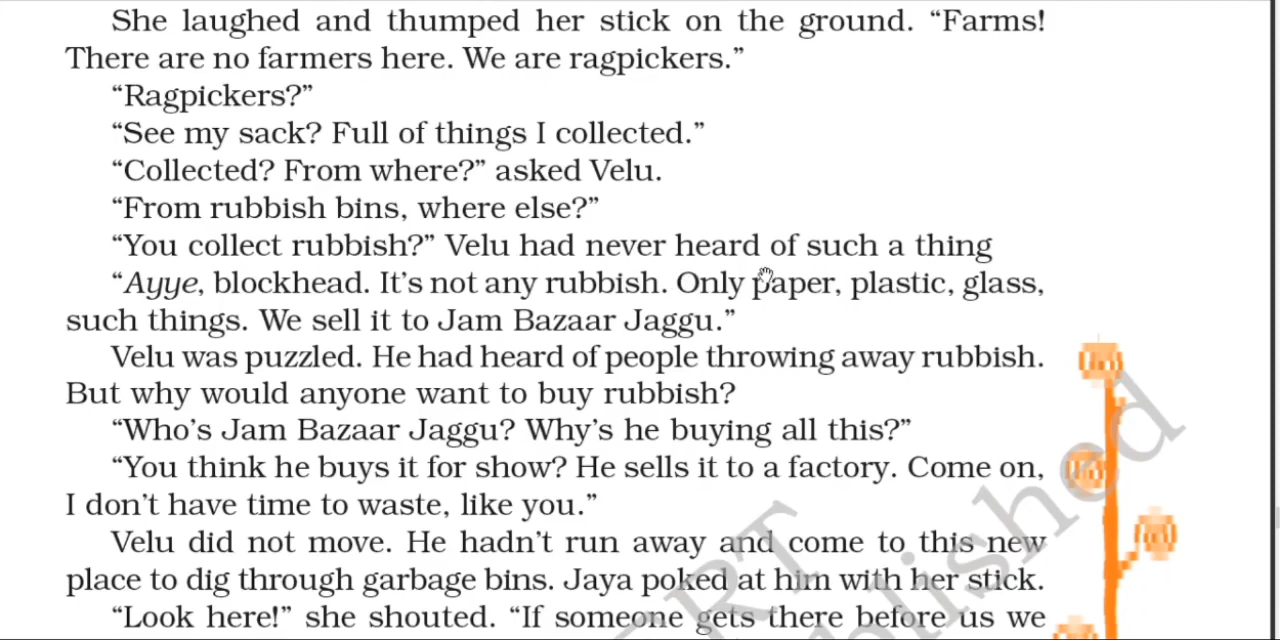 She laughed and thumped her stick on the ground. “Farms!
There are no farmers here. We are ragpickers.”
“Ragpickers?”
“See my sack? Full of things I collected.”
“Collected? From where?” asked Velu.
“From rubbish bins, where else?”
“You collect rubbish?” Velu had never heard of such a thing
“Ayye, blockhead. It’s not any rubbish. Only paper, plastic, glass,
such things. We sell it to Jam Bazaar Jaggu.”
Velu was puzzled. He had heard of people throwing away rubbish.
But why would anyone want to buy rubbish?
“Who’s Jam Bazaar Jaggu? Why’s he buying all this?”
“You think he buys it for show? He sells it to a factory. Come on,
I don’t have time to waste, like you.”
Velu did not move. He hadn’t run away and come to this new
place to dig through garbage bins. Jaya poked at him with her stick.
“Look here!” she shouted. “If someone gets there before us we